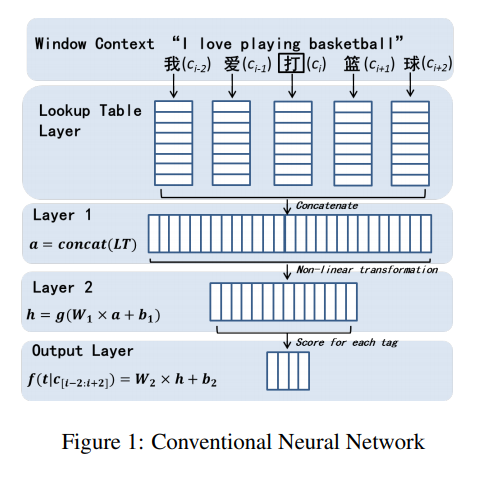 Window Context “I love playing basketball”
我(c_{i-2}) 爱(c_{i-1}) 打(c_i) 篮(c_{i+1}) 球(c_{i+2})
Lookup Table
Layer
Concatenate
Layer 1
a = concat(LT)
Non-linear transformation
Layer 2
h = g(W_1 × a + b_1)
Score for each tag
Output Layer
f(t|c_{[i-2:i+2]}) = W_2 × h + b_2
Figure 1: Conventional Neural Network